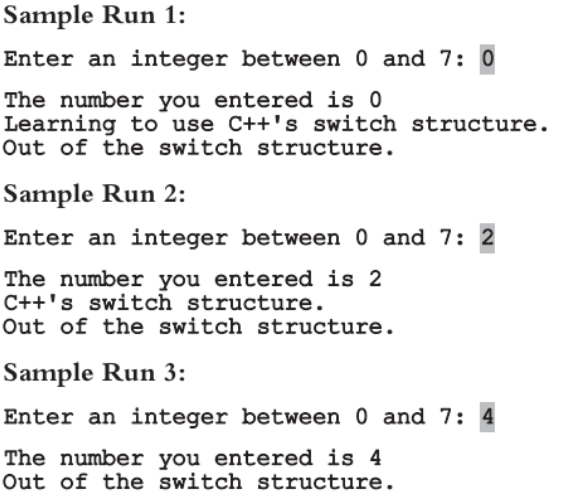 Sample Run 1:
Enter an integer between 0 and 7: 0
The number you entered is 0
Learning to use C++'s switch structure.
Out of the switch structure.
Sample Run 2:
Enter an integer between 0 and 7: 2
The number you entered is 2
C++'s switch structure.
Out of the switch structure.
Sample Run 3:
Enter an integer between 0 and 7: 4
The number you entered is 4
Out of the switch structure.